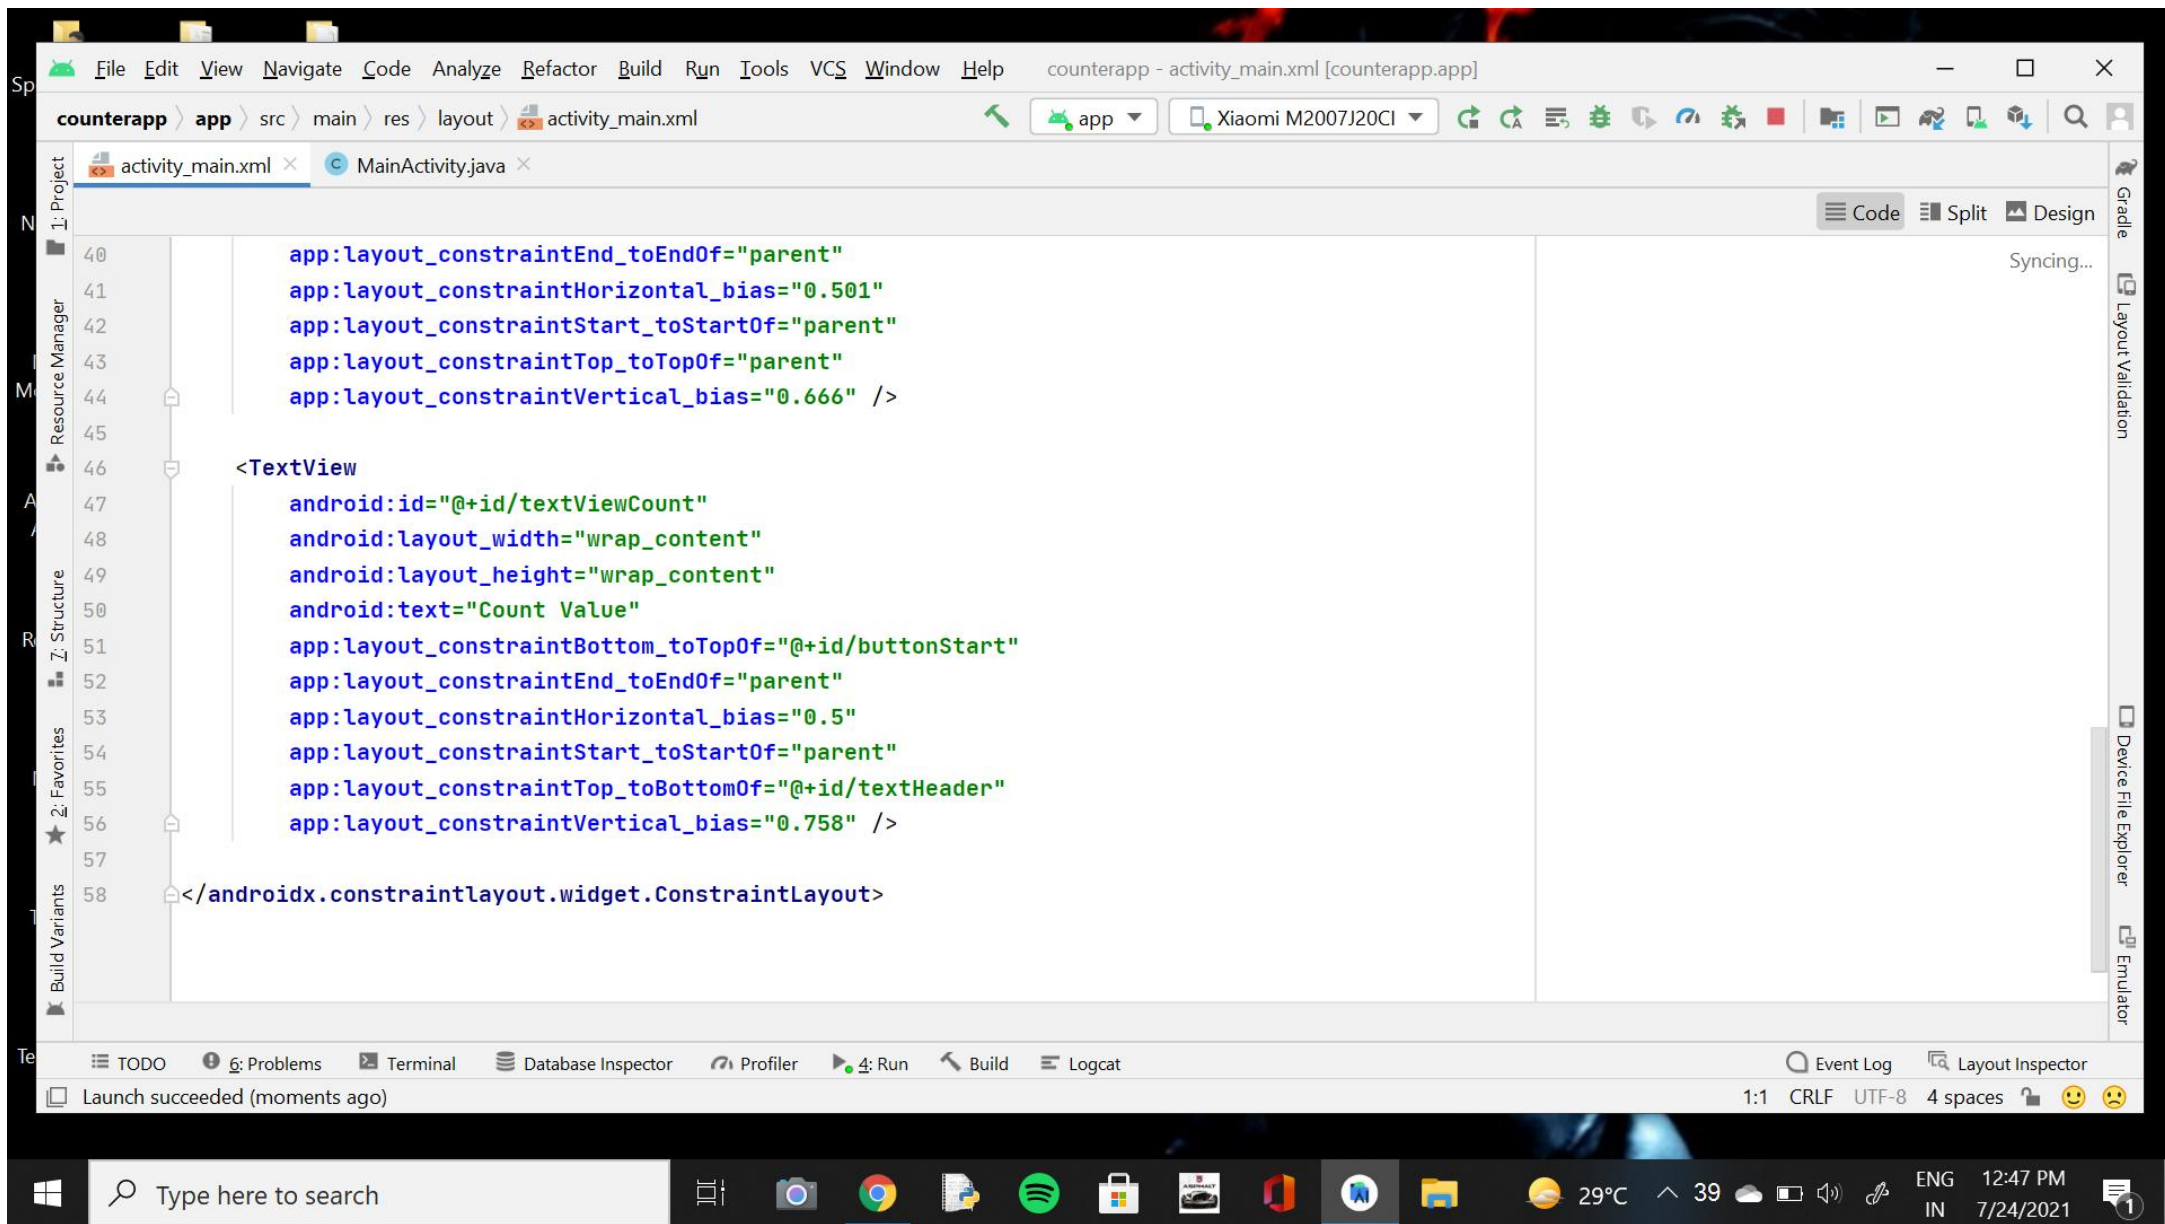 File Edit View Navigate Code Analyze Refactor Build Run Tools VCS Window Help counterapp - activity_main.xml [counterapp.app]
counterapp app src main res layout activity_main.xml app Xiaomi M2007J20CI
activity_main.xml MainActivity.java
Code Split Design
Syncing...
40 app:layout_constraintEnd_toEndOf="parent"
41 app:layout_constraintHorizontal_bias="0.501"
42 app:layout_constraintStart_toStartOf="parent"
43 app:layout_constraintTop_toTopOf="parent"
44 app:layout_constraintVertical_bias="0.666" />
45
46 <TextView
47 android:id="@+id/textViewCount"
48 android:layout_width="wrap_content"
49 android:layout_height="wrap_content"
50 android:text="Count Value"
51 app:layout_constraintBottom_toTopOf="@+id/buttonStart"
52 app:layout_constraintEnd_toEndOf="parent"
53 app:layout_constraintHorizontal_bias="0.5"
54 app:layout_constraintStart_toStartOf="parent"
55 app:layout_constraintTop_toBottomOf="@+id/textHeader"
56 app:layout_constraintVertical_bias="0.758" />
57
58 </androidx.constraintlayout.widget.ConstraintLayout>
1: Project
Resource Manager
7: Structure
2: Favorites
Build Variants
Gradle
Layout Validation
Device File Explorer
Emulator
TODO 6: Problems Terminal Database Inspector Profiler 4: Run Build Logcat Event Log Layout Inspector
Launch succeeded (moments ago) 1:1 CRLF UTF-8 4 spaces
Type here to search
29°C 39 ENG 12:47 PM
IN 7/24/2021 1